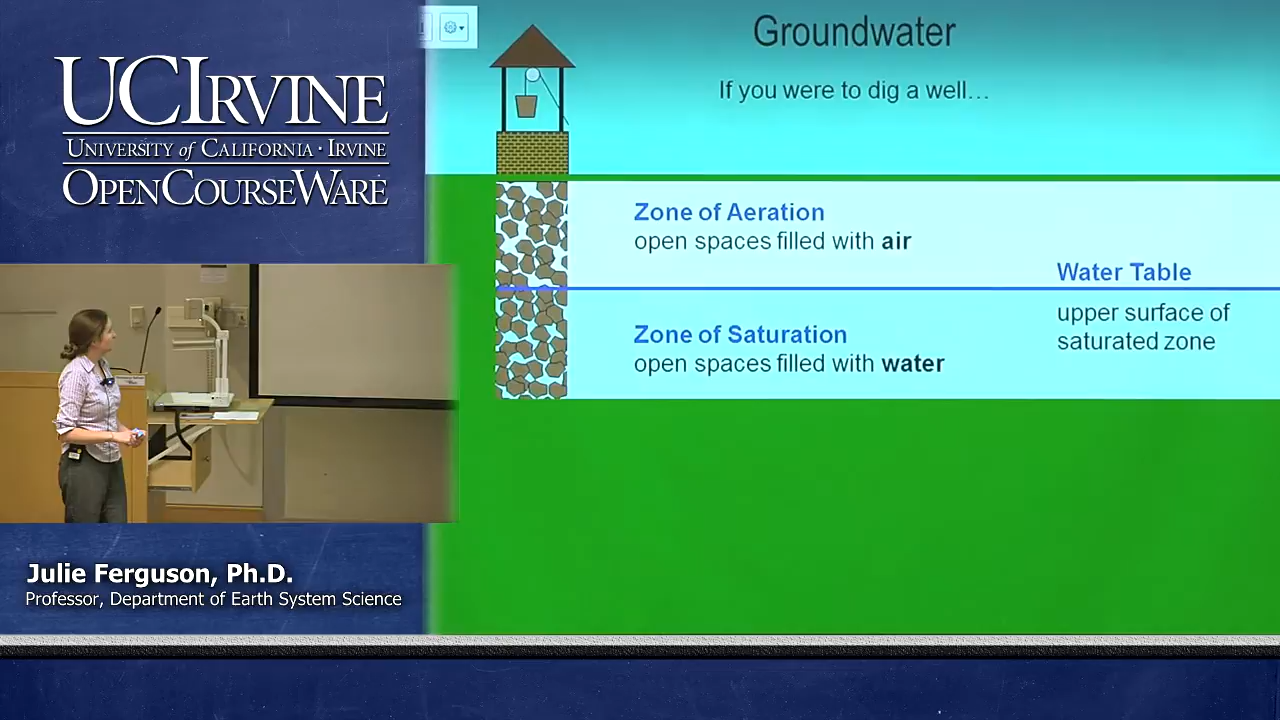 UCIRVINE
UNIVERSITY of CALIFORNIA · IRVINE
OPENCOURSEWARE
Groundwater
If you were to dig a well...
Zone of Aeration
open spaces filled with air
Water Table
upper surface of
saturated zone
Zone of Saturation
open spaces filled with water
Julie Ferguson, Ph.D.
Professor, Department of Earth System Science